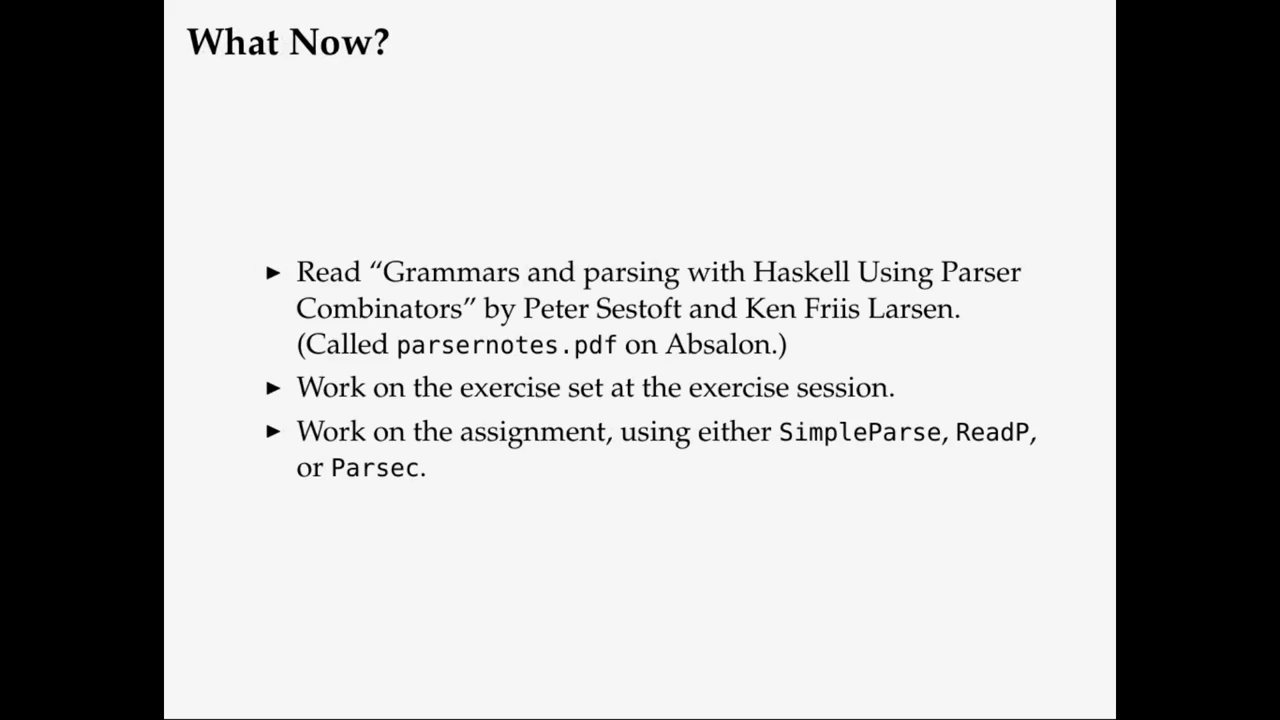 What Now?
► Read “Grammars and parsing with Haskell Using Parser
Combinators” by Peter Sestoft and Ken Friis Larsen.
(Called parsernotes.pdf on Absalon.)
► Work on the exercise set at the exercise session.
► Work on the assignment, using either SimpleParse, ReadP,
or Parsec.